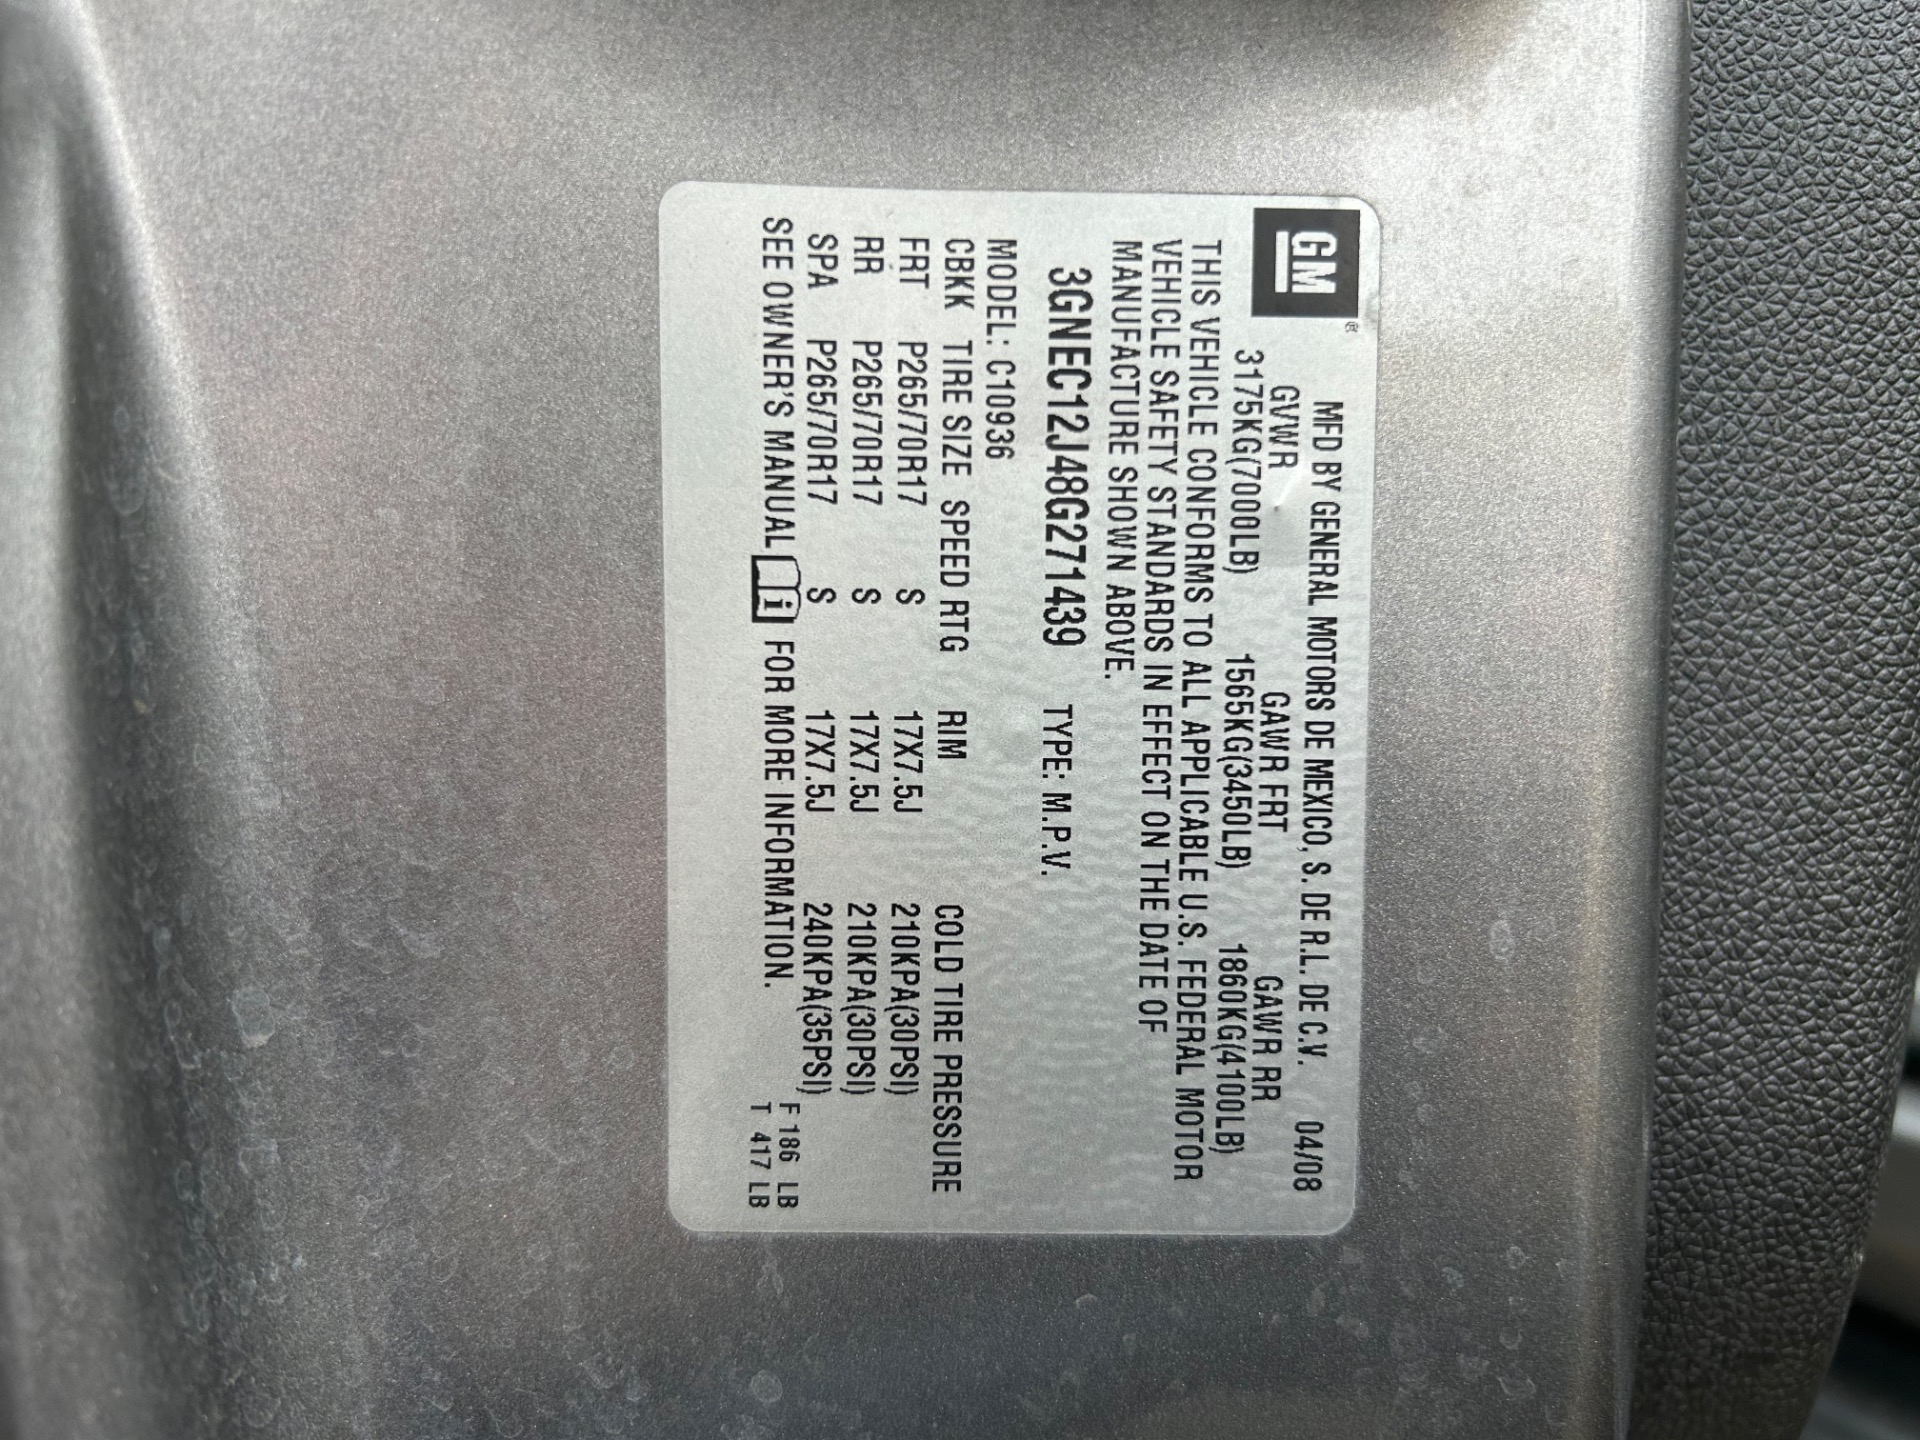 GM®
MFD BY GENERAL MOTORS DE MEXICO, S. DE R.L. DE C.V. 04/08
GVWR GAWR FRT GAWR RR
3175KG(7000LB) 1565KG(3450LB) 1860KG(4100LB)
THIS VEHICLE CONFORMS TO ALL APPLICABLE U.S. FEDERAL MOTOR
VEHICLE SAFETY STANDARDS IN EFFECT ON THE DATE OF
MANUFACTURE SHOWN ABOVE.
3GNEC12J48G271439 TYPE: M.P.V.
MODEL: C10936
CBKK TIRE SIZE SPEED RTG RIM COLD TIRE PRESSURE
FRT P265/70R17 S 17X7.5J 210KPA(30PSI)
RR P265/70R17 S 17X7.5J 210KPA(30PSI)
SPA P265/70R17 S 17X7.5J 240KPA(35PSI)
SEE OWNER'S MANUAL i FOR MORE INFORMATION.
F 186 LB
T 417 LB